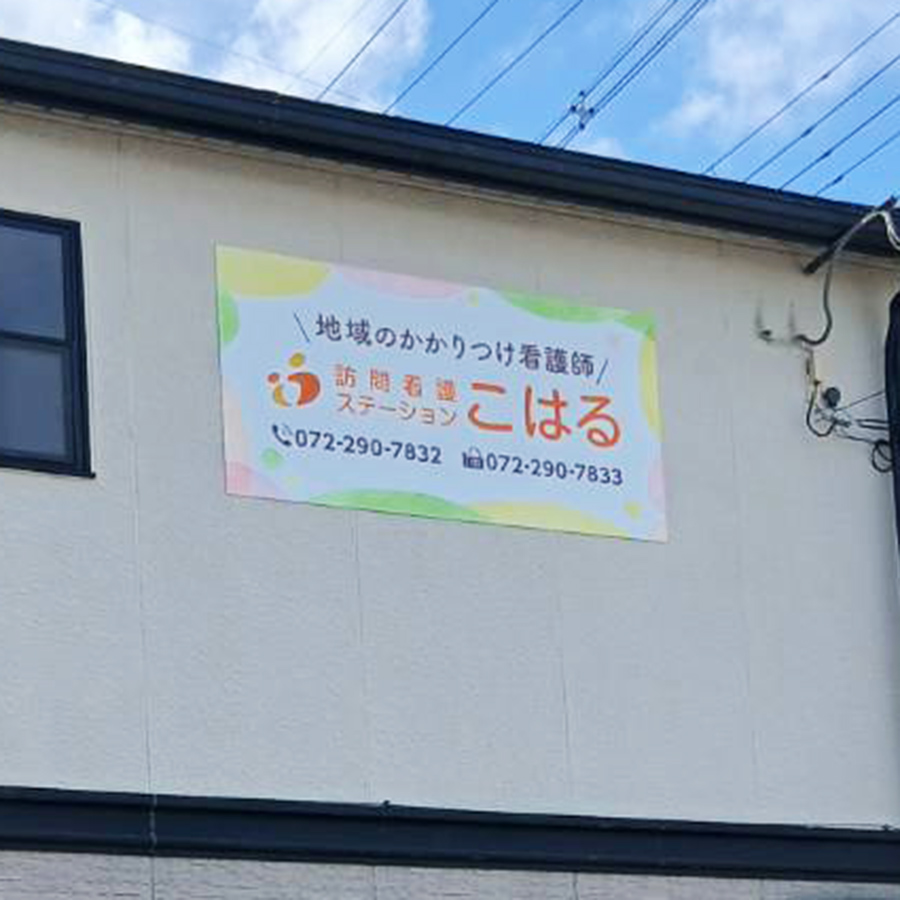 \地域のかかりつけ看護師/
訪問看護
ステーション
こはる
072-290-7832 072-290-7833